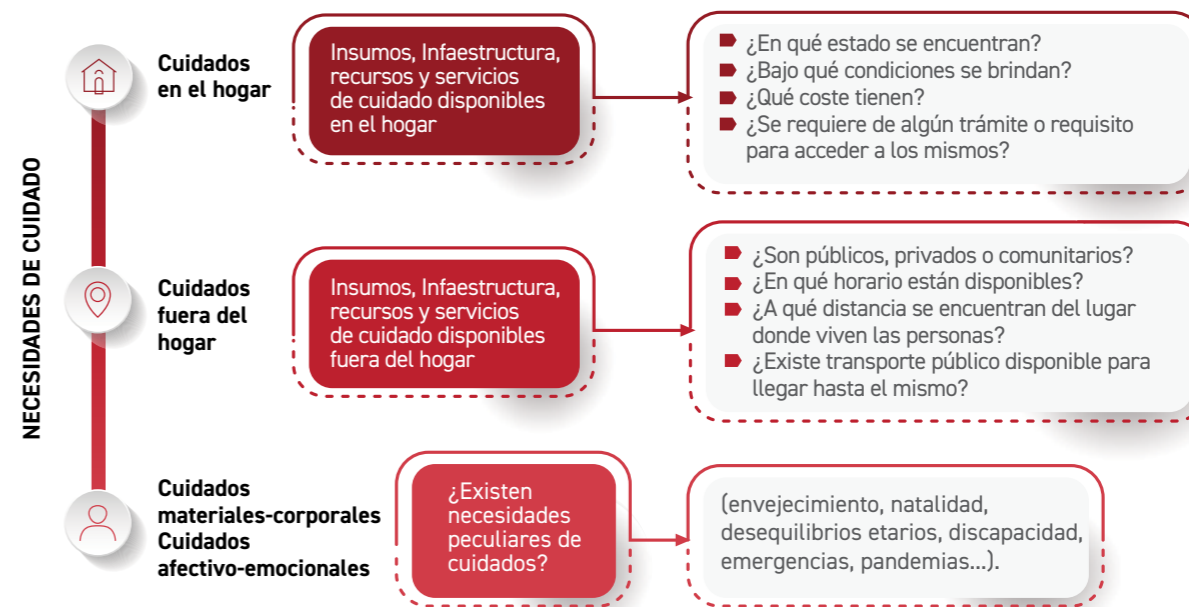 NECESIDADES DE CUIDADO
Cuidados
en el hogar
Insumos, Infaestructura,
recursos y servicios
de cuidado disponibles
en el hogar
¿En qué estado se encuentran?
¿Bajo qué condiciones se brindan?
¿Qué coste tienen?
¿Se requiere de algún trámite o requisito
para acceder a los mismos?
Cuidados
fuera del
hogar
Insumos, Infaestructura,
recursos y servicios
de cuidado disponibles
fuera del hogar
¿Son públicos, privados o comunitarios?
¿En qué horario están disponibles?
¿A qué distancia se encuentran del lugar
donde viven las personas?
¿Existe transporte público disponible para
llegar hasta el mismo?
Cuidados
materiales-corporales
Cuidados
afectivo-emocionales
¿Existen
necesidades
peculiares de
cuidados?
(envejecimiento, natalidad,
desequilibrios etarios, discapacidad,
emergencias, pandemias...).